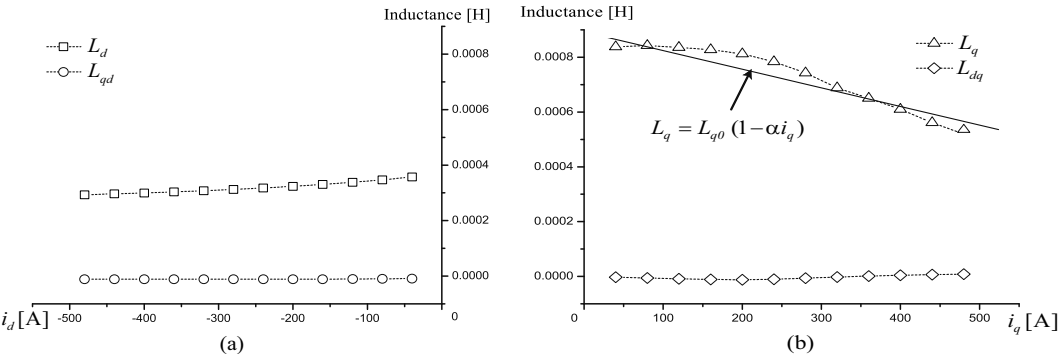 Inductance [H]
L_d
L_qd
0.0008
0.0006
0.0004
0.0002
0.0000
i_d [A]
-500
-400
-300
-200
-100
0
(a)
Inductance [H]
0.0008
0.0006
0.0004
0.0002
0.0000
L_q
L_dq
L_q = L_q0 (1−αi_q)
0
100
200
300
400
500
i_q [A]
(b)